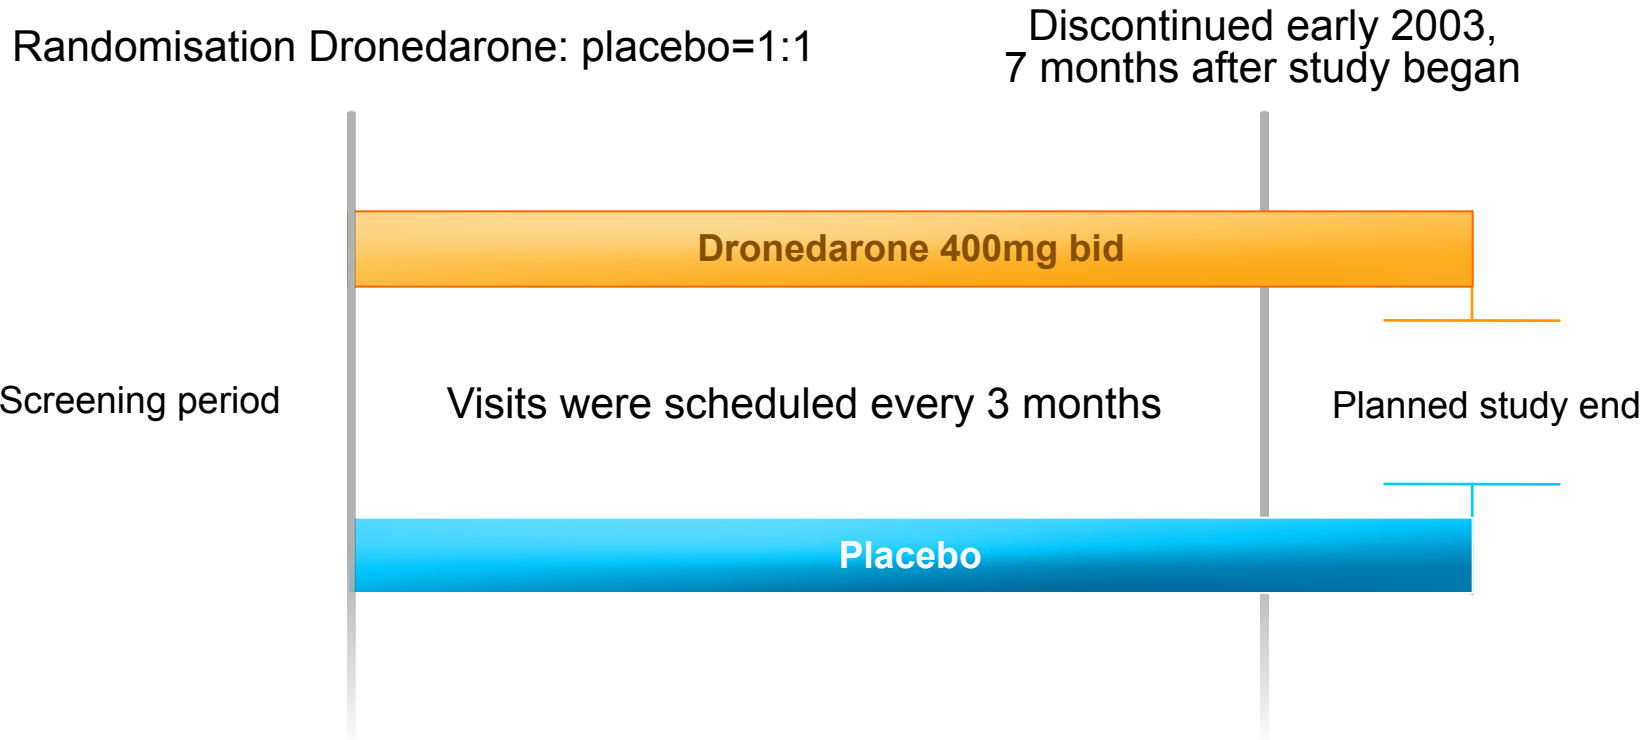 Randomisation Dronedarone: placebo=1:1
Discontinued early 2003,
7 months after study began
Dronedarone 400mg bid
Screening period
Visits were scheduled every 3 months
Planned study end
Placebo